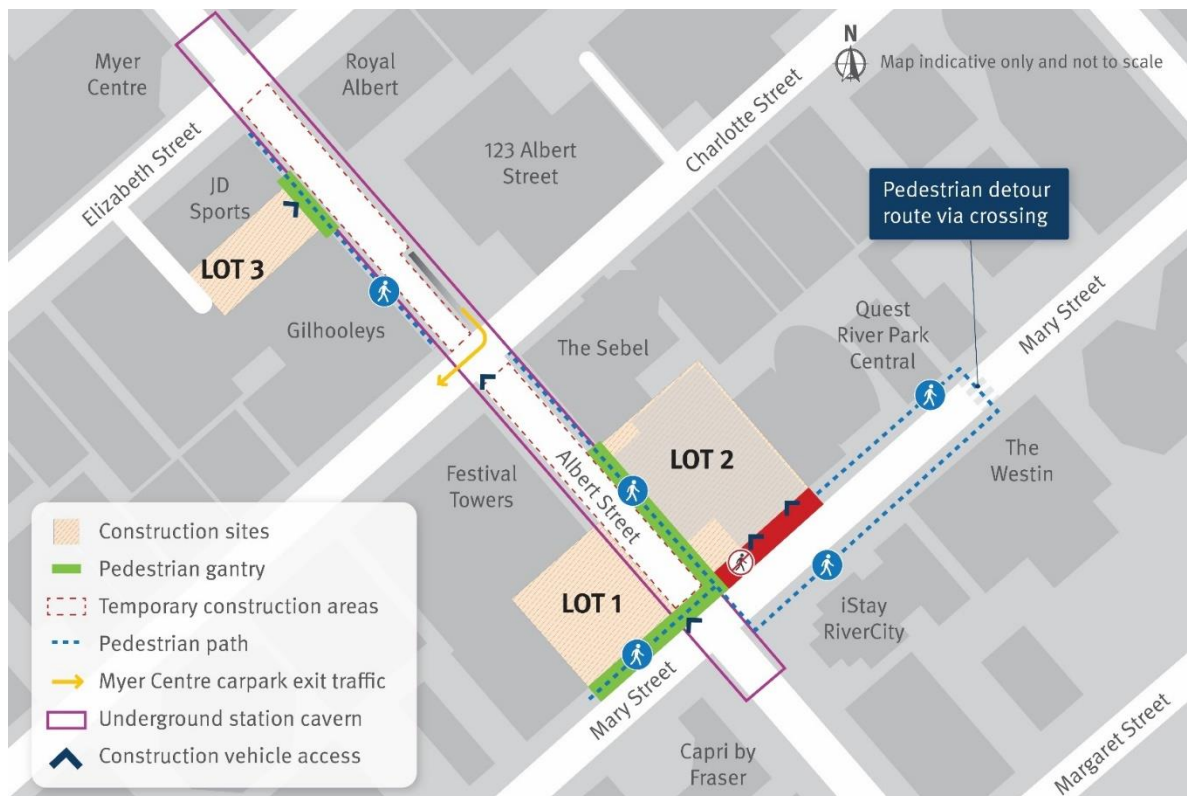 Myer
Centre
Royal
Albert
N
Map indicative only and not to scale
Elizabeth Street
Charlotte Street
123 Albert
Street
JD
Sports
Pedestrian detour
route via crossing
LOT 3
Gilhooleys
The Sebel
Quest
River Park
Central
Mary Street
LOT 2
Albert Street
Festival
Towers
The
Westin
LOT 1
iStay
RiverCity
Mary Street
Capri by
Fraser
Margaret Street
Construction sites
Pedestrian gantry
Temporary construction areas
Pedestrian path
Myer Centre carpark exit traffic
Underground station cavern
Construction vehicle access